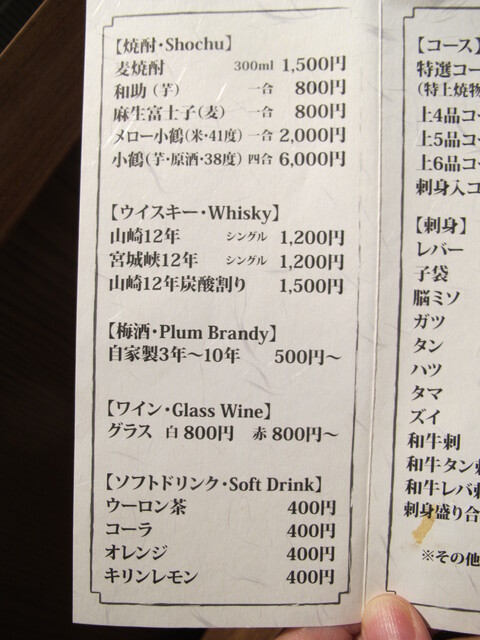 【焼酎・Shochu】
麦焼酎 300ml 1,500円
和助(芋) 一合 800円
麻生富士子(麦) 一合 800円
メロー小鶴(米・41度) 一合 2,000円
小鶴(芋・原酒・38度) 四合 6,000円
【ウイスキー・Whisky】
山崎12年 シングル 1,200円
宮城峡12年 シングル 1,200円
山崎12年炭酸割り 1,500円
【梅酒・Plum Brandy】
自家製3年〜10年 500円〜
【ワイン・Glass Wine】
グラス 白800円 赤800円〜
【ソフトドリンク・Soft Drink】
ウーロン茶 400円
コーラ 400円
オレンジ 400円
キリンレモン 400円
【コース】
特選コー
(特上焼物
上4品コー
上5品コー
上6品コー
刺身入コ
【刺身】
レバー
子袋
脳ミソ
ガツ
タン
ハツ
タマ
ズイ
和牛刺
和牛タン刺
和牛レバ刺
刺身盛り合
※その他